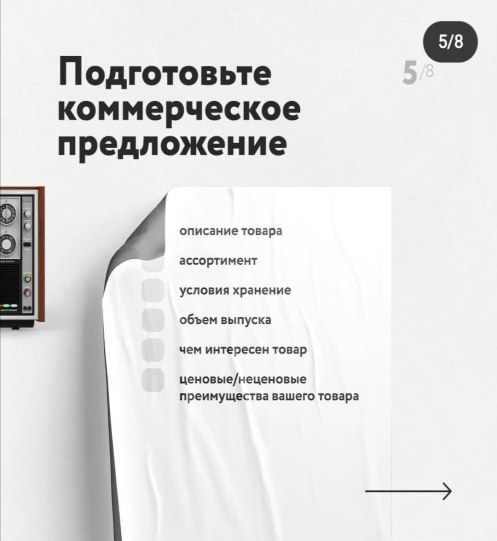 5/8
5/8
Подготовьте
коммерческое
предложение
описание товара
ассортимент
условия хранение
объем выпуска
чем интересен товар
ценовые/неценовые
преимущества вашего товара